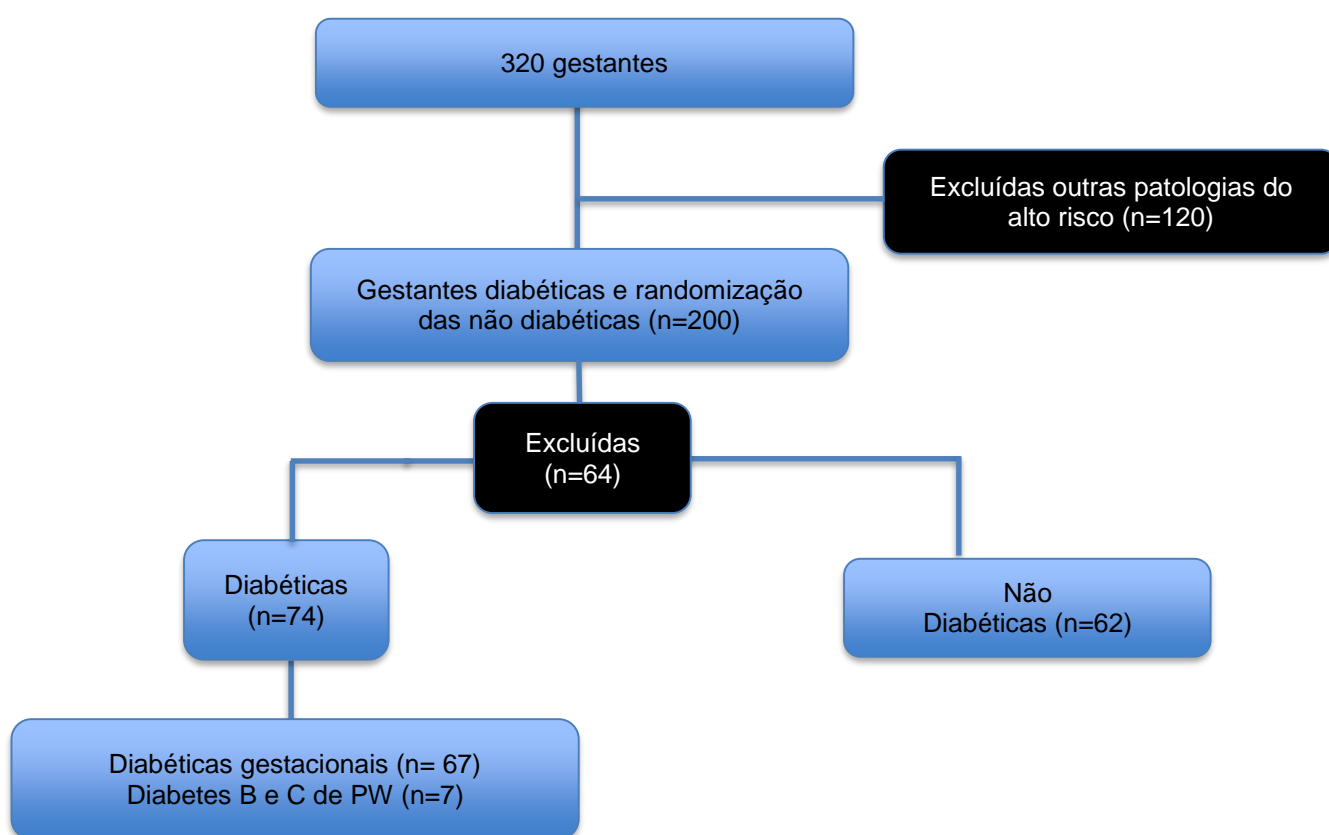 320 gestantes
Excluídas outras patologias do
alto risco (n=120)
Gestantes diabéticas e randomização
das não diabéticas (n=200)
Excluídas
(n=64)
Diabéticas
(n=74)
Não
Diabéticas (n=62)
Diabéticas gestacionais (n= 67)
Diabetes B e C de PW (n=7)